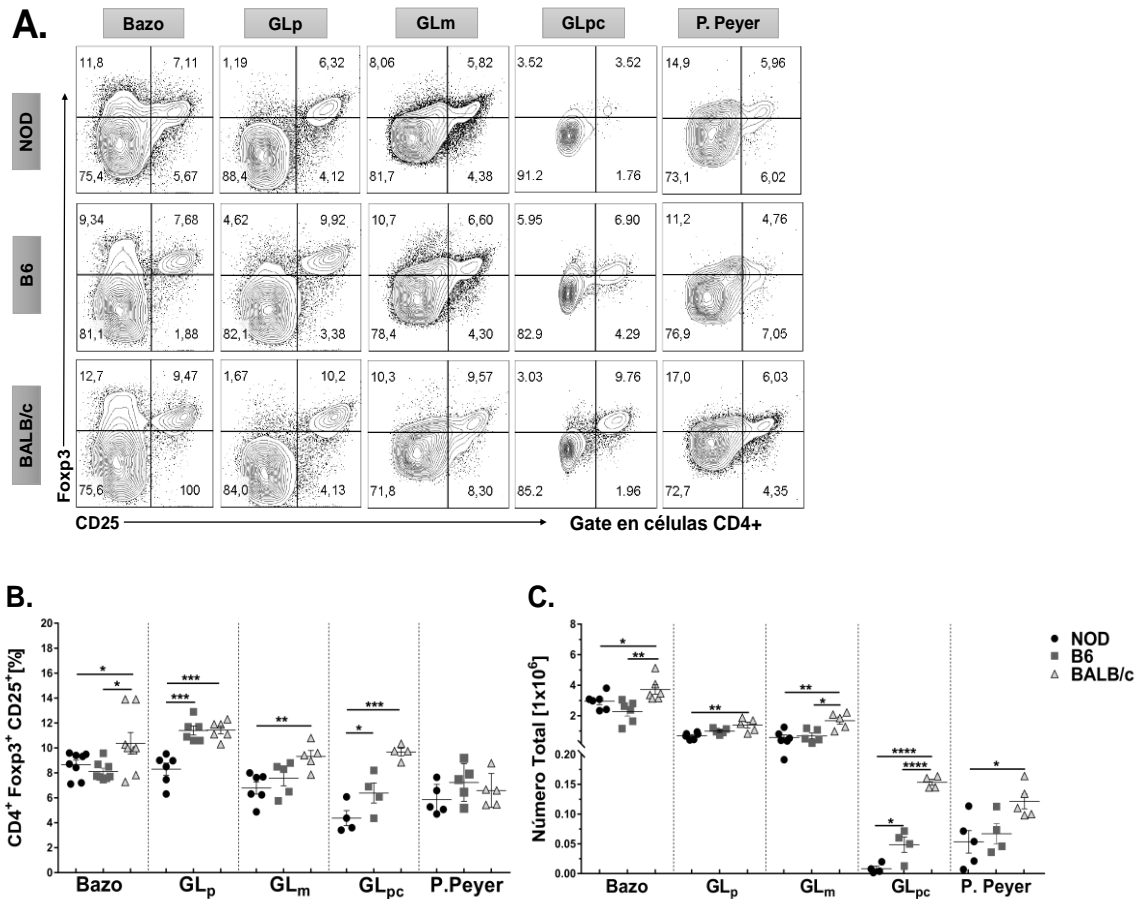 A.
Bazo GLp GLm GLpc P. Peyer
NOD
11,8 7,11 1,19 6,32 8,06 5,82 3.52 3.52 14,9 5,96
75,4 5,67 88,4 4,12 81,7 4,38 91.2 1.76 73,1 6,02
B6
9,34 7,68 4,62 9,92 10,7 6,60 5.95 6.90 11,2 4,76
81,1 1,88 82,1 3,38 78,4 4,30 82.9 4.29 76,9 7,05
BALB/c
12,7 9,47 1,67 10,2 10,3 9,57 3.03 9.76 17,0 6,03
75,6 100 84,0 4,13 71,8 8,30 85.2 1.96 72,7 4,35
Foxp3
CD25 Gate en células CD4+
B.
CD4+ Foxp3+ CD25+[%]
20
18
16
14
12
10
8
6
4
2
0
* * *** *** ** * ***
Bazo GLp GLm GLpc P.Peyer
C.
Número Total [1x10^6]
8
6
4
2
0.20
0.15
0.10
0.05
0.00
* ** ** ** * **** **** * *
Bazo GLp GLm GLpc P. Peyer
NOD
B6
BALB/c